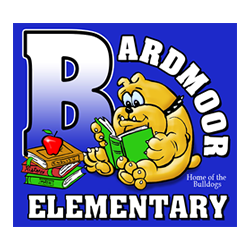 BARDMOOR
Home of the
Bulldogs
ELEMENTARY